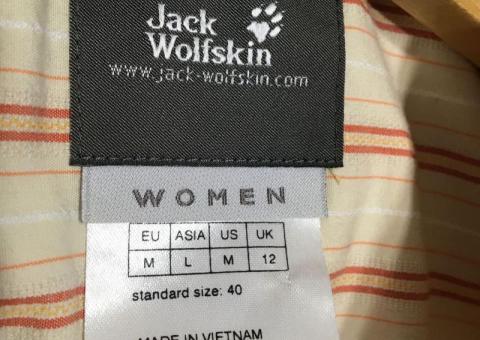 Jack
Wolfskin
www.jack-wolfskin.com
WOMEN
EU ASIA US UK
M L M 12
standard size: 40
MADE IN VIETNAM